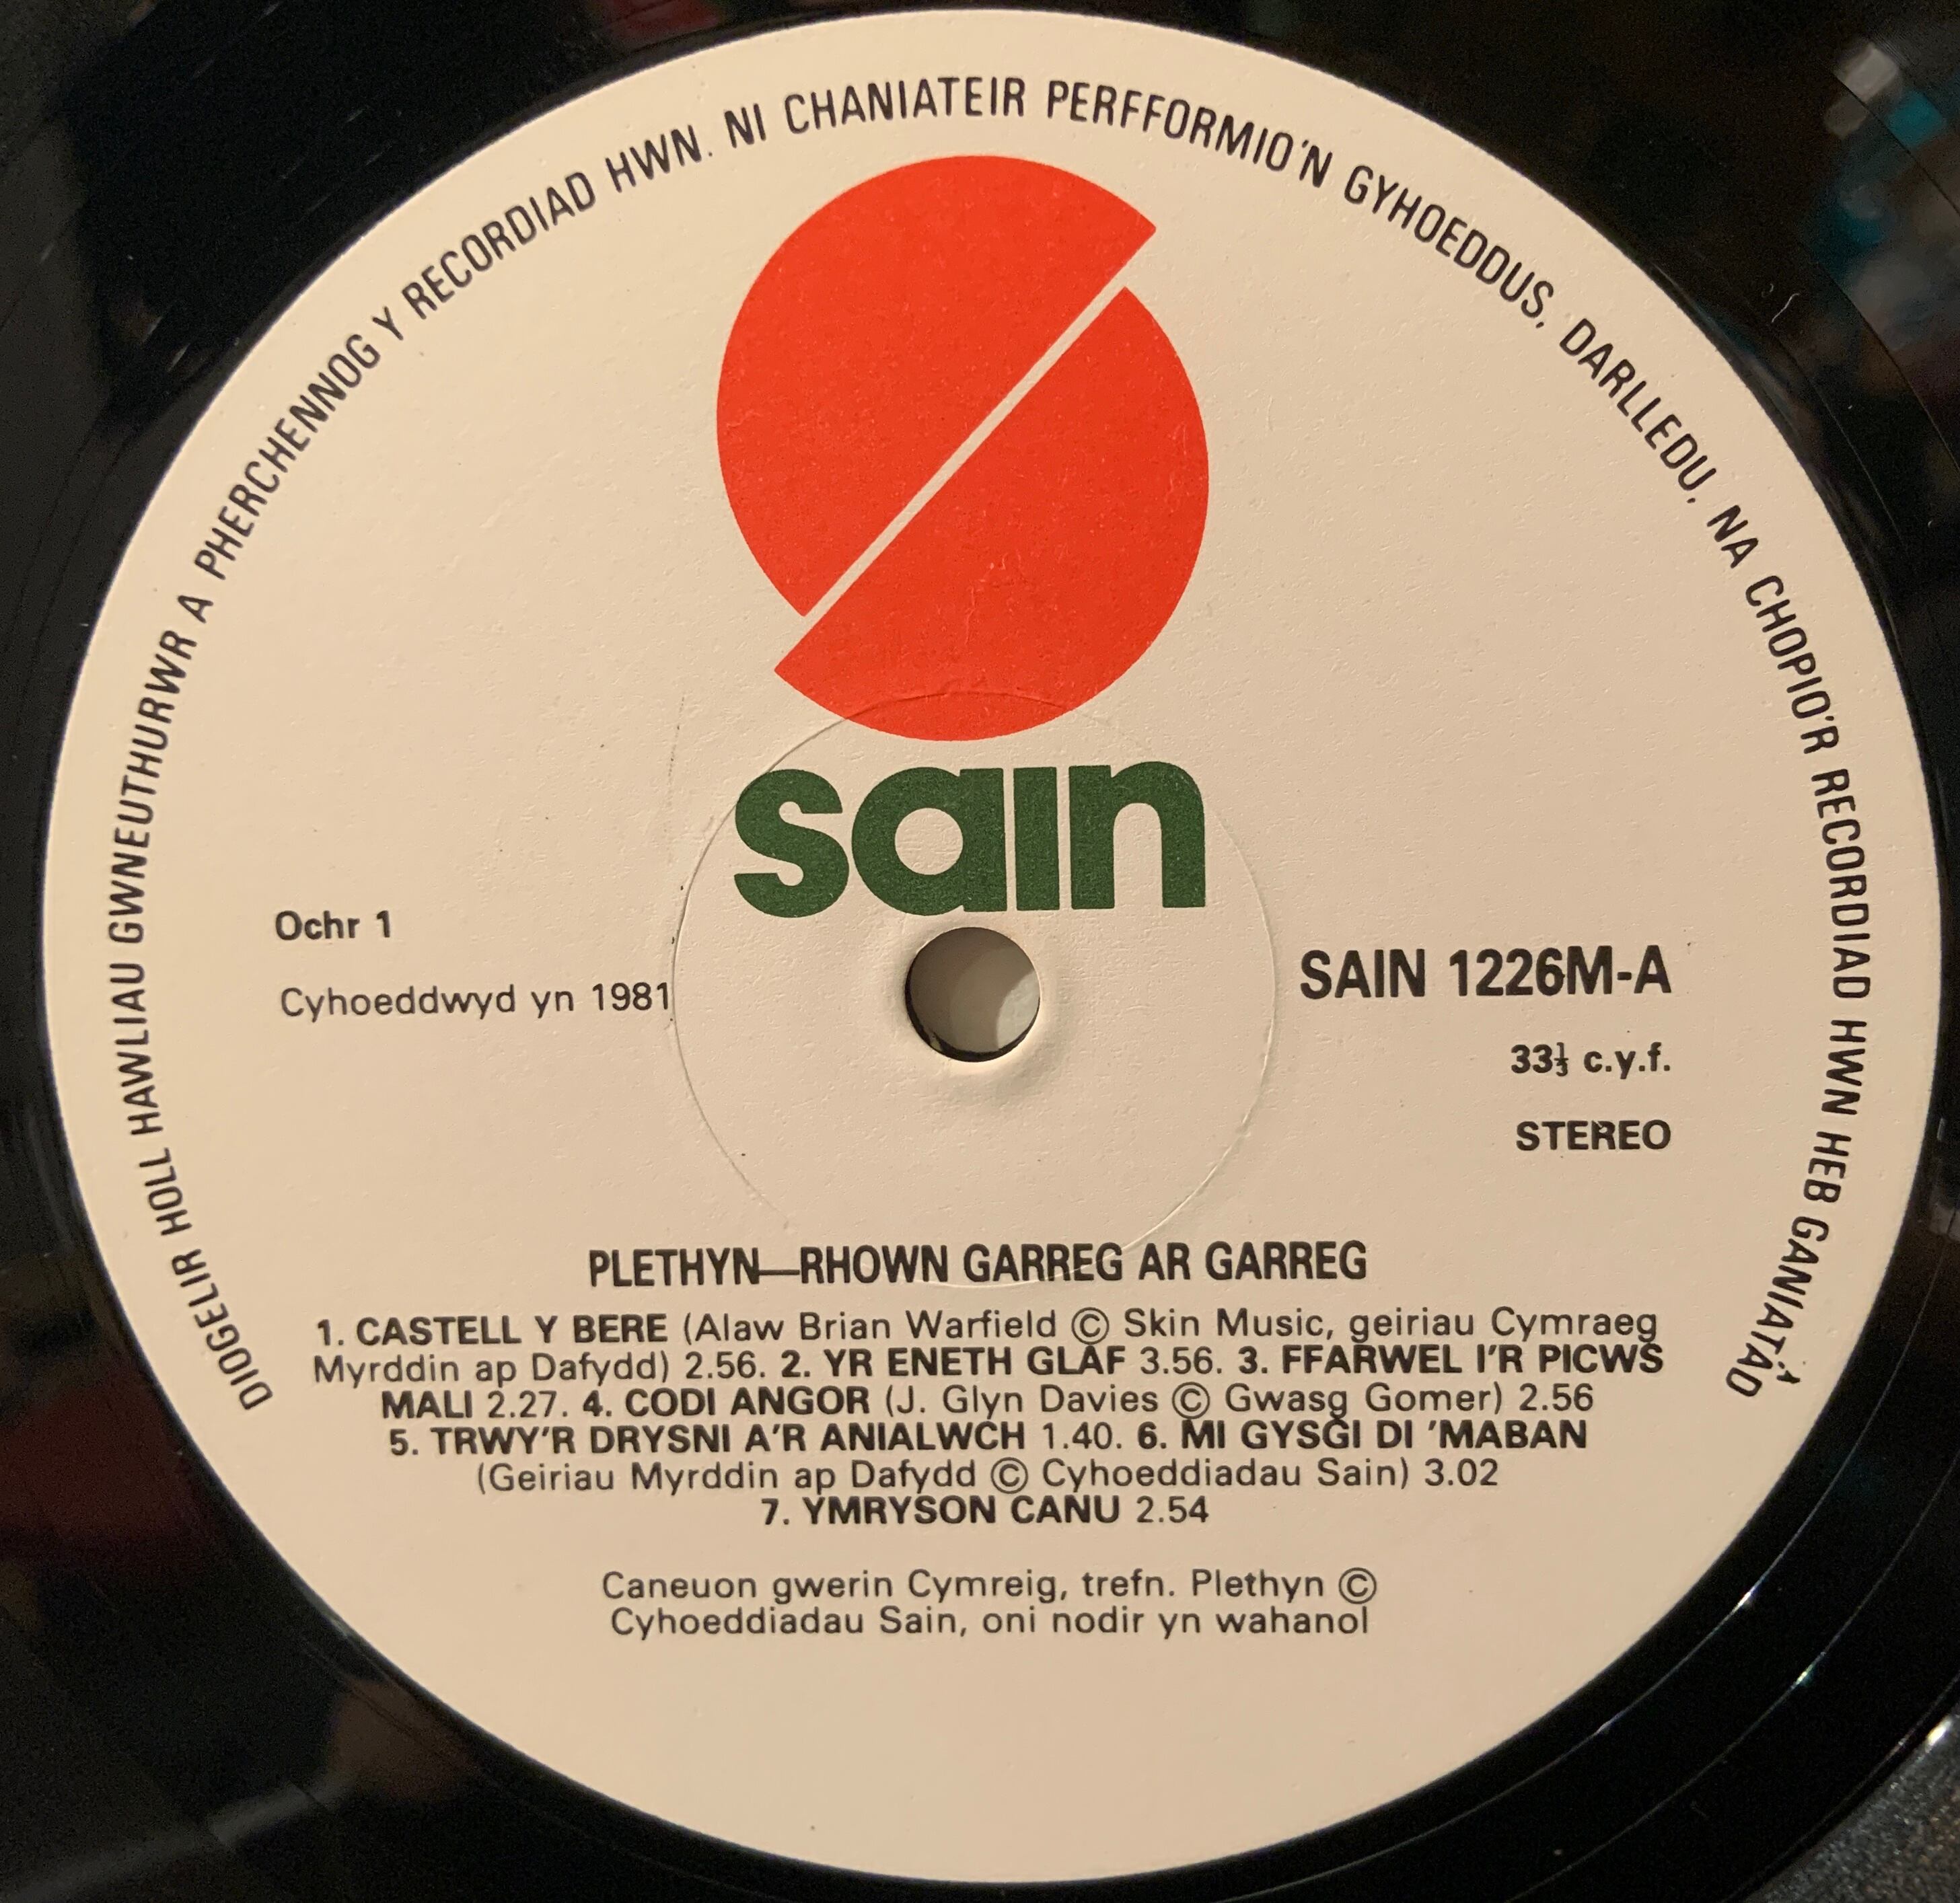 DIOGELIR HOLL HAWLIAU GWNEUTHURWR A PHERCHENNOG Y RECORDIAD HWN. NI CHANIATEIR PERFFORMIO'N GYHOEDDUS, DARLLEDU, NA CHOPIO'R RECORDIAD HWN HEB GANIATÂD
sain
Ochr 1
Cyhoeddwyd yn 1981
SAIN 1226M-A
33⅓ c.y.f.
STEREO
PLETHYN—RHOWN GARREG AR GARREG
1. CASTELL Y BERE (Alaw Brian Warfield © Skin Music, geiriau Cymraeg
Myrddin ap Dafydd) 2.56. 2. YR ENETH GLAF 3.56. 3. FFARWEL I'R PICWS
MALI 2.27. 4. CODI ANGOR (J. Glyn Davies © Gwasg Gomer) 2.56
5. TRWY'R DRYSNI A'R ANIALWCH 1.40. 6. MI GYSGI DI 'MABAN
(Geiriau Myrddin ap Dafydd © Cyhoeddiadau Sain) 3.02
7. YMRYSON CANU 2.54
Caneuon gwerin Cymreig, trefn. Plethyn ©
Cyhoeddiadau Sain, oni nodir yn wahanol